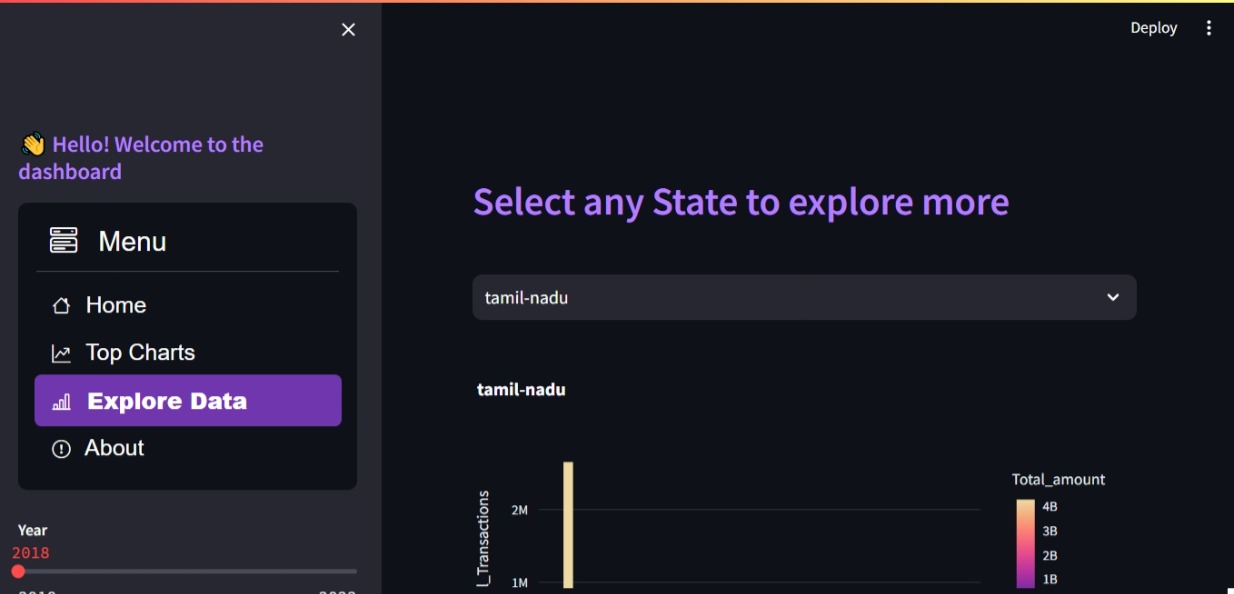 Deploy
👋 Hello! Welcome to the
dashboard
Menu
Home
Top Charts
Explore Data
About
Year
2018
Select any State to explore more
tamil-nadu
tamil-nadu
l_Transactions
2M
1M
Total_amount
4B
3B
2B
1B